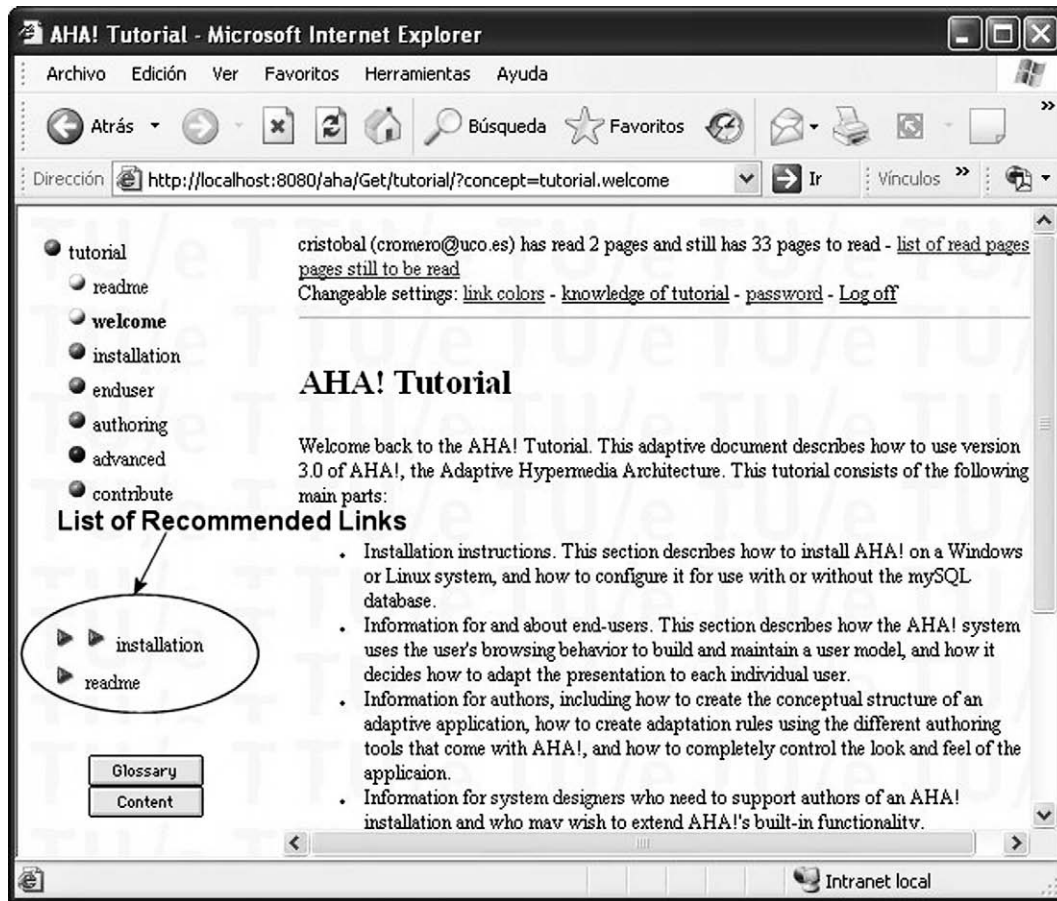 AHA! Tutorial - Microsoft Internet Explorer
Archivo Edición Ver Favoritos Herramientas Ayuda
Atrás Búsqueda Favoritos
Dirección http://localhost:8080/aha/Get/tutorial/?concept=tutorial.welcome Ir Vínculos
tutorial
readme
welcome
installation
enduser
authoring
advanced
contribute
List of Recommended Links
installation
readme
Glossary
Content
cristobal (cromero@uco.es) has read 2 pages and still has 33 pages to read - list of read pages
pages still to be read
Changeable settings: link colors - knowledge of tutorial - password - Log off
AHA! Tutorial
Welcome back to the AHA! Tutorial. This adaptive document describes how to use version
3.0 of AHA!, the Adaptive Hypermedia Architecture. This tutorial consists of the following
main parts:
Installation instructions. This section describes how to install AHA! on a Windows
or Linux system, and how to configure it for use with or without the mySQL
database.
Information for and about end-users. This section describes how the AHA! system
uses the user's browsing behavior to build and maintain a user model, and how it
decides how to adapt the presentation to each individual user.
Information for authors, including how to create the conceptual structure of an
adaptive application, how to create adaptation rules using the different authoring
tools that come with AHA!, and how to completely control the look and feel of the
applicaion.
Information for system designers who need to support authors of an AHA!
installation and who may wish to extend AHA!'s built-in functionality.
Intranet local